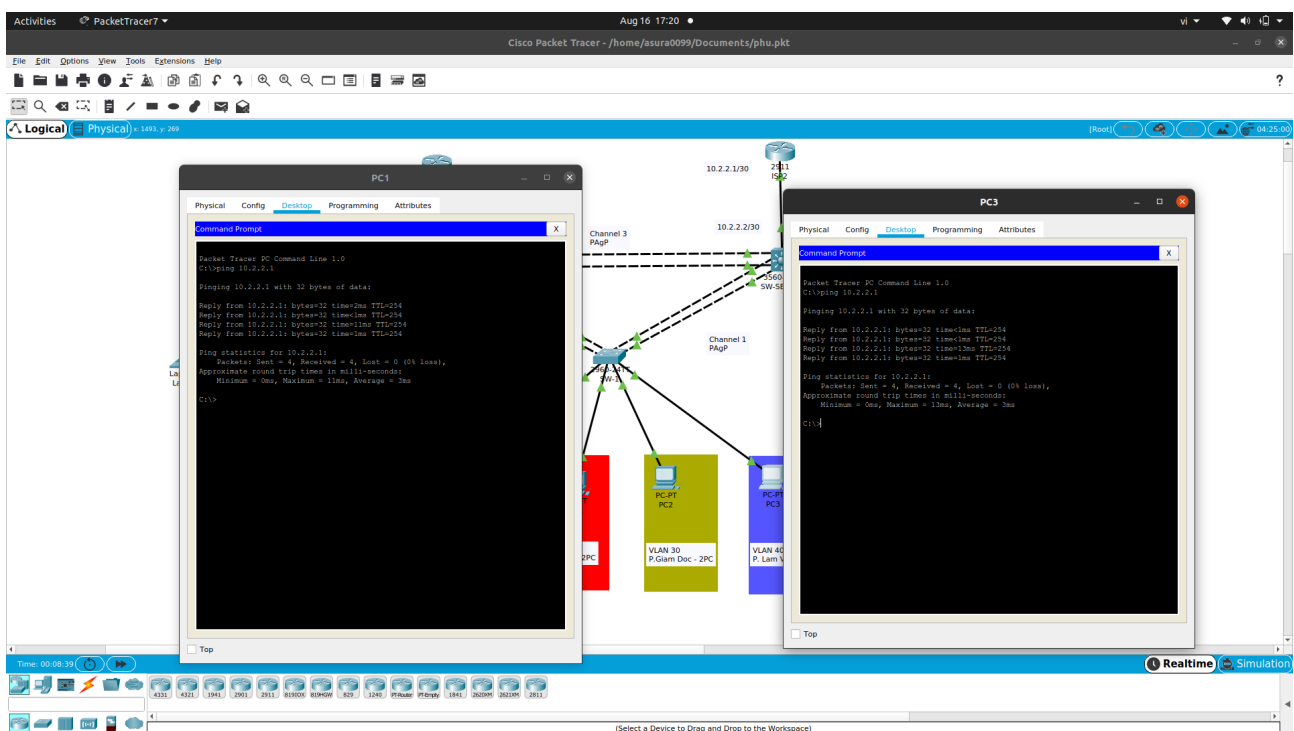 Activities PacketTracer7 Aug 16 17:20 vi
Cisco Packet Tracer - /home/asura0099/Documents/phu.pkt
File Edit Options View Tools Extensions Help
?
Logical Physical x: 1493, y: 269 [Root] 04:25:00
10.2.2.1/30
2911
ISP2
10.2.2.2/30
Channel 3
PAgP
3560-
SW-SE
Channel 1
PAgP
2960-24TT
SW-1
La
La
PC1
Physical Config Desktop Programming Attributes
Command Prompt X
Packet Tracer PC Command Line 1.0
C:\>ping 10.2.2.1
Pinging 10.2.2.1 with 32 bytes of data:
Reply from 10.2.2.1: bytes=32 time=2ms TTL=254
Reply from 10.2.2.1: bytes=32 time<1ms TTL=254
Reply from 10.2.2.1: bytes=32 time=11ms TTL=254
Reply from 10.2.2.1: bytes=32 time=1ms TTL=254
Ping statistics for 10.2.2.1:
Packets: Sent = 4, Received = 4, Lost = 0 (0% loss),
Approximate round trip times in milli-seconds:
Minimum = 0ms, Maximum = 11ms, Average = 3ms
C:\>
Top
PC3
Physical Config Desktop Programming Attributes
Command Prompt X
Packet Tracer PC Command Line 1.0
C:\>ping 10.2.2.1
Pinging 10.2.2.1 with 32 bytes of data:
Reply from 10.2.2.1: bytes=32 time<1ms TTL=254
Reply from 10.2.2.1: bytes=32 time<1ms TTL=254
Reply from 10.2.2.1: bytes=32 time=13ms TTL=254
Reply from 10.2.2.1: bytes=32 time=1ms TTL=254
Ping statistics for 10.2.2.1:
Packets: Sent = 4, Received = 4, Lost = 0 (0% loss),
Approximate round trip times in milli-seconds:
Minimum = 0ms, Maximum = 13ms, Average = 3ms
C:\>
Top
T
2PC
PC-PT
PC2
VLAN 30
P.Giam Doc - 2PC
PC-PT
PC3
VLAN 40
P. Lam V
Time: 00:08:39 Realtime Simulation
4331 4321 1941 2901 2911 819IOX 819HGW 829 1240 PT-Router PT-Empty 1841 2620XM 2621XM 2811
(Select a Device to Drag and Drop to the Workspace)